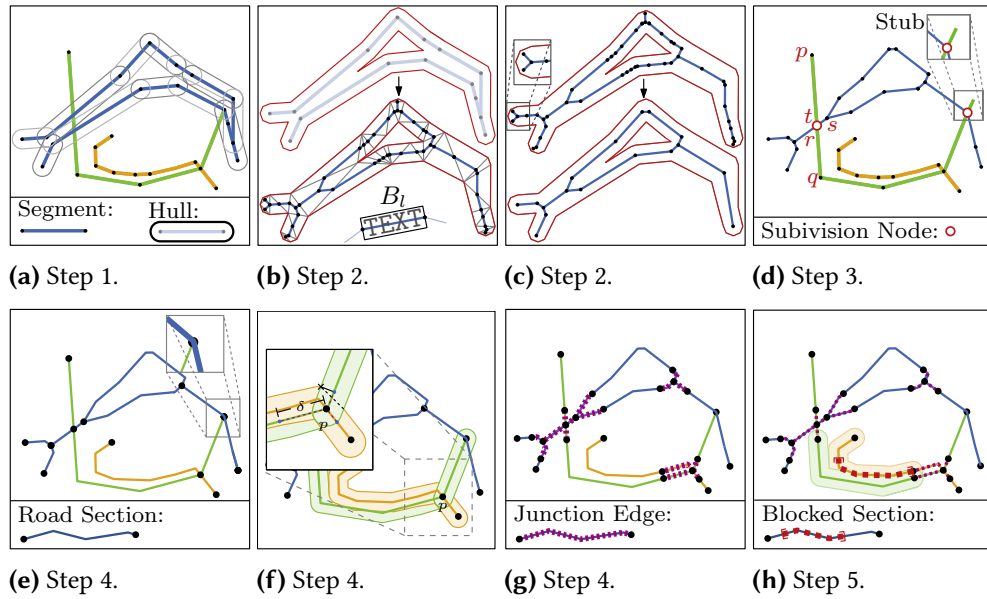 Segment:
Hull:
(a) Step 1.
B_l
TEXT
(b) Step 2.
(c) Step 2.
Stub
p
t
s
r
q
Subivision Node:
(d) Step 3.
Road Section:
(e) Step 4.
δ
p
p
(f) Step 4.
Junction Edge:
(g) Step 4.
Blocked Section:
(h) Step 5.